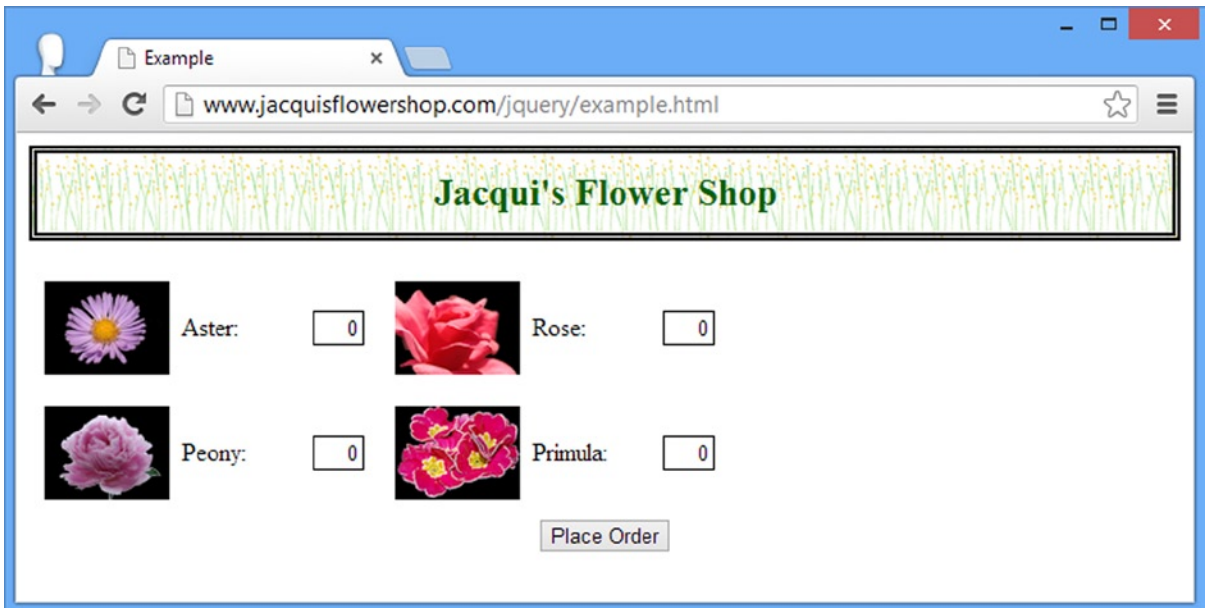 Example
www.jacquisflowershop.com/jquery/example.html
Jacqui's Flower Shop
Aster: 0 Rose: 0
Peony: 0 Primula: 0
Place Order